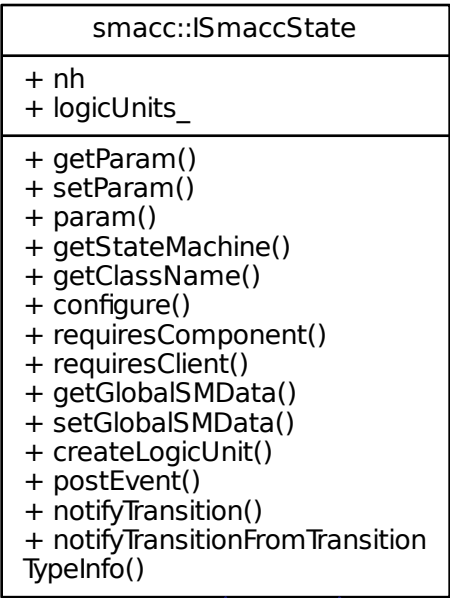 smacc::ISmaccState
+ nh
+ logicUnits_
+ getParam()
+ setParam()
+ param()
+ getStateMachine()
+ getClassName()
+ configure()
+ requiresComponent()
+ requiresClient()
+ getGlobalSMData()
+ setGlobalSMData()
+ createLogicUnit()
+ postEvent()
+ notifyTransition()
+ notifyTransitionFromTransition
TypeInfo()